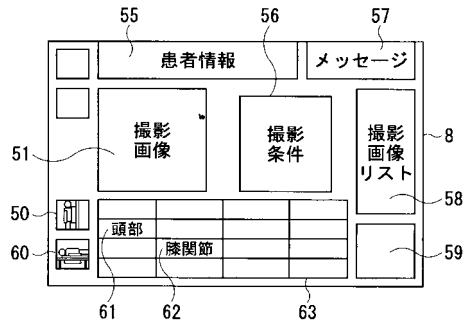 55
56
57
患者情報
メッセージ
撮影
画像
51
撮影
条件
撮影
画像
リスト
8
58
50
頭部
60
膝関節
59
61
62
63